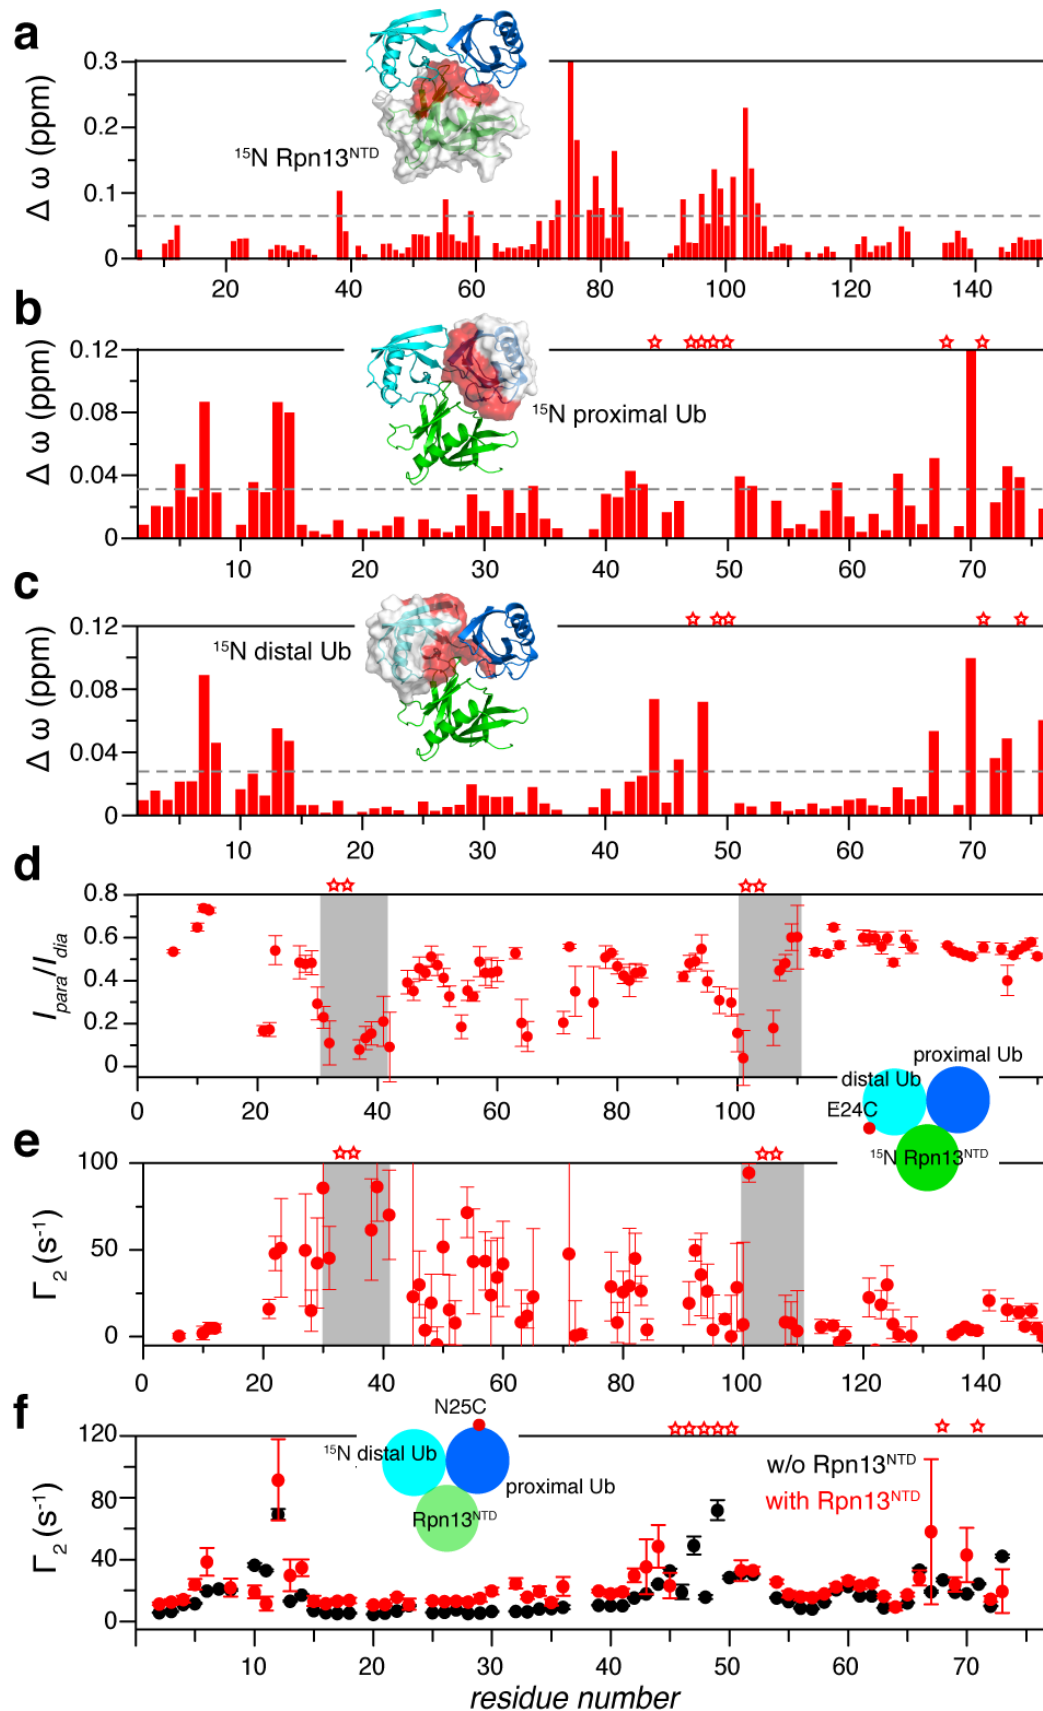 a
Δ ω (ppm)
0.3
0.2
0.1
0
¹⁵N Rpn13ᴺᵀᴰ
20 40 60 80 100 120 140
b
Δ ω (ppm)
0.12
0.08
0.04
0
¹⁵N proximal Ub
10 20 30 40 50 60 70
c
Δ ω (ppm)
0.12
0.08
0.04
0
¹⁵N distal Ub
10 20 30 40 50 60 70
d
I para/I dia
0.8
0.6
0.4
0.2
0
0 20 40 60 80 100
proximal Ub
distal Ub
E24C
¹⁵N Rpn13ᴺᵀᴰ
e
Γ₂ (s⁻¹)
100
50
0
0 20 40 60 80 100 120 140
f
Γ₂ (s⁻¹)
120
80
40
0
N25C
¹⁵N distal Ub
proximal Ub
Rpn13ᴺᵀᴰ
w/o Rpn13ᴺᵀᴰ
with Rpn13ᴺᵀᴰ
10 20 30 40 50 60 70
residue number